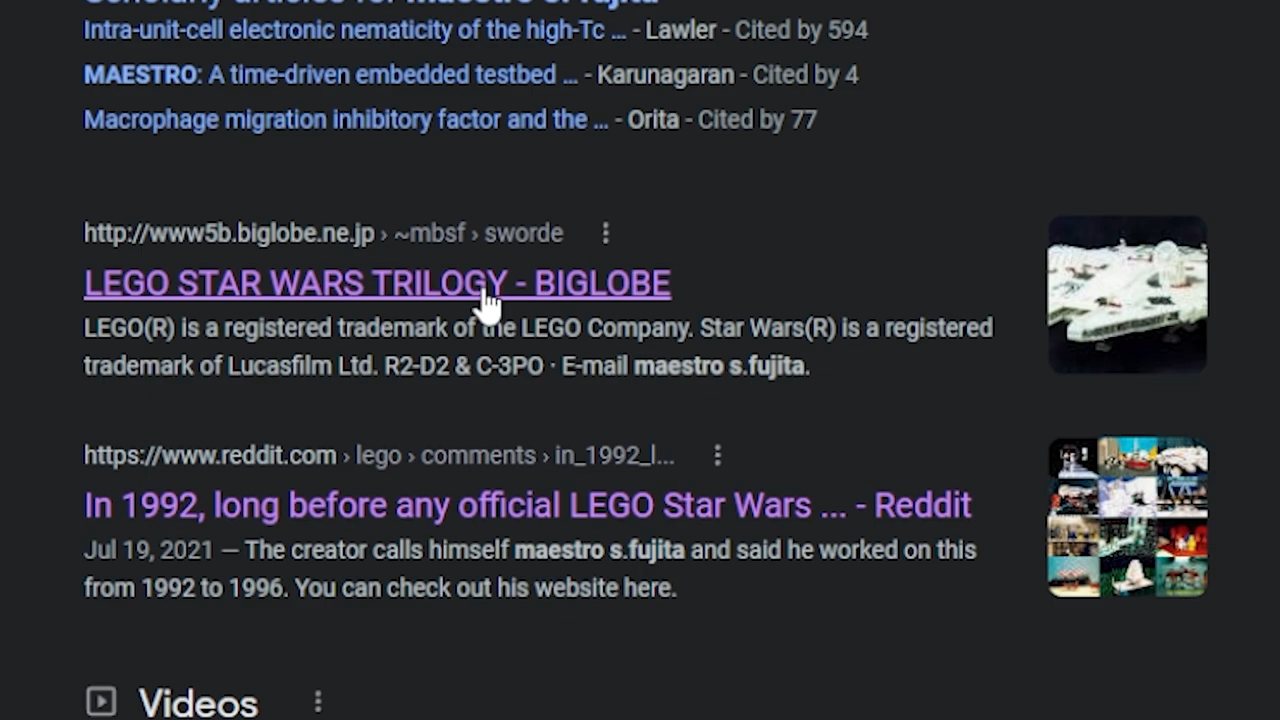 Scholarly articles for maestro s.fujita
Intra-unit-cell electronic nematicity of the high-Tc ... - Lawler - Cited by 594
MAESTRO: A time-driven embedded testbed ... - Karunagaran - Cited by 4
Macrophage migration inhibitory factor and the ... - Orita - Cited by 77
http://www5b.biglobe.ne.jp › ~mbsf › sworde
LEGO STAR WARS TRILOGY - BIGLOBE
LEGO(R) is a registered trademark of the LEGO Company. Star Wars(R) is a registered
trademark of Lucasfilm Ltd. R2-D2 & C-3PO · E-mail maestro s.fujita.
https://www.reddit.com › lego › comments › in_1992_l...
In 1992, long before any official LEGO Star Wars ... - Reddit
Jul 19, 2021 — The creator calls himself maestro s.fujita and said he worked on this
from 1992 to 1996. You can check out his website here.
Videos